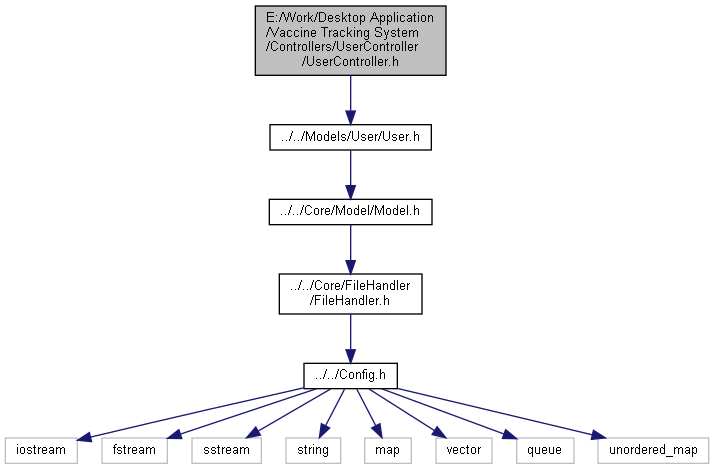 E:/Work/Desktop Application
/Vaccine Tracking System
/Controllers/UserController
/UserController.h
../../Models/User/User.h
../../Core/Model/Model.h
../../Core/FileHandler
/FileHandler.h
../../Config.h
iostream
fstream
sstream
string
map
vector
queue
unordered_map